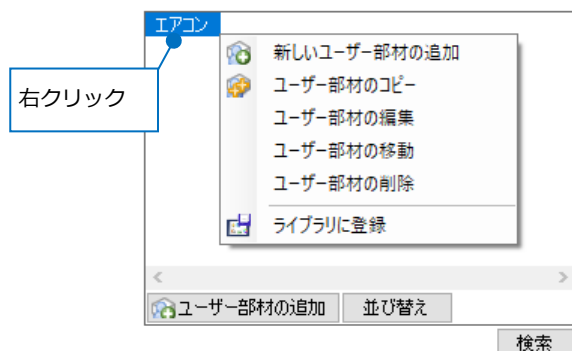 エアコン
右クリック
新しいユーザー部材の追加
ユーザー部材のコピー
ユーザー部材の編集
ユーザー部材の移動
ユーザー部材の削除
ライブラリに登録
ユーザー部材の追加
並び替え
検索